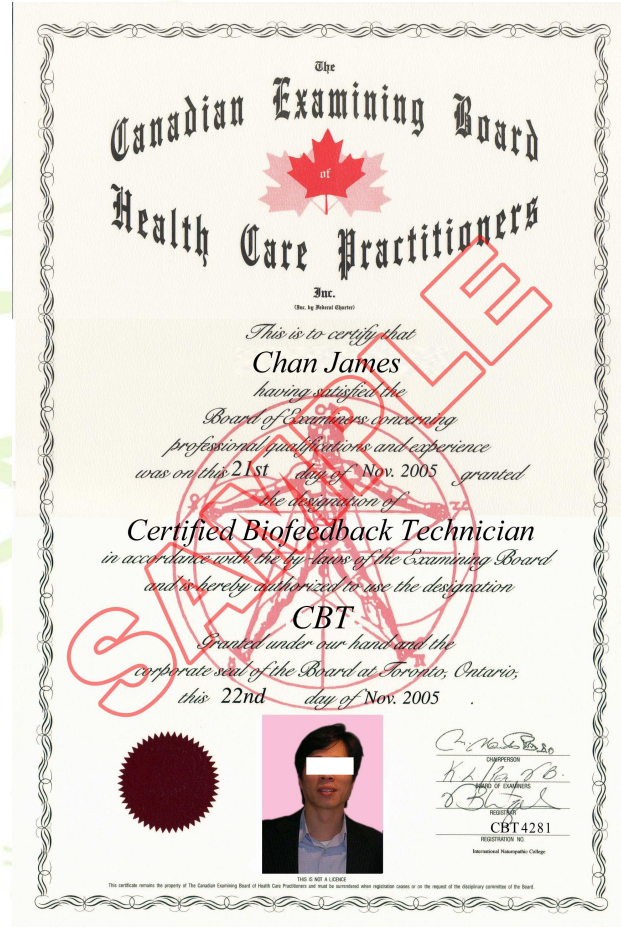 The
Canadian Examining Board
of
Health Care Practitioners
Inc.
(Inc. by Federal Charter)
This is to certify that
Chan James
having satisfied the
Board of Examiners concerning
professional qualifications and experience
was on this 21st day of Nov. 2005 granted
the designation of
Certified Biofeedback Technician
in accordance with the by-laws of the Examining Board
and is hereby authorized to use the designation
CBT
Granted under our hand and the
corporate seal of the Board at Toronto, Ontario,
this 22nd day of Nov. 2005 .
SAMPLE
CHAIRPERSON
BOARD OF EXAMINERS
REGISTRAR
CBT 4281
REGISTRATION NO.
International Naturopathic College
THIS IS NOT A LICENCE
This certificate remains the property of The Canadian Examining Board of Health Care Practitioners and must be surrendered when registration ceases or on the request of the disciplinary committee of the Board.